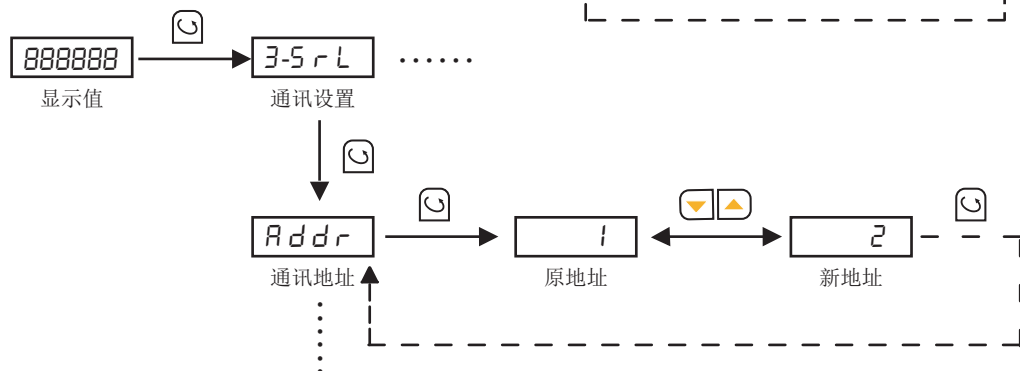 888888
3-SrL
......
显示值
通讯设置
Addr
1
2
通讯地址
原地址
新地址